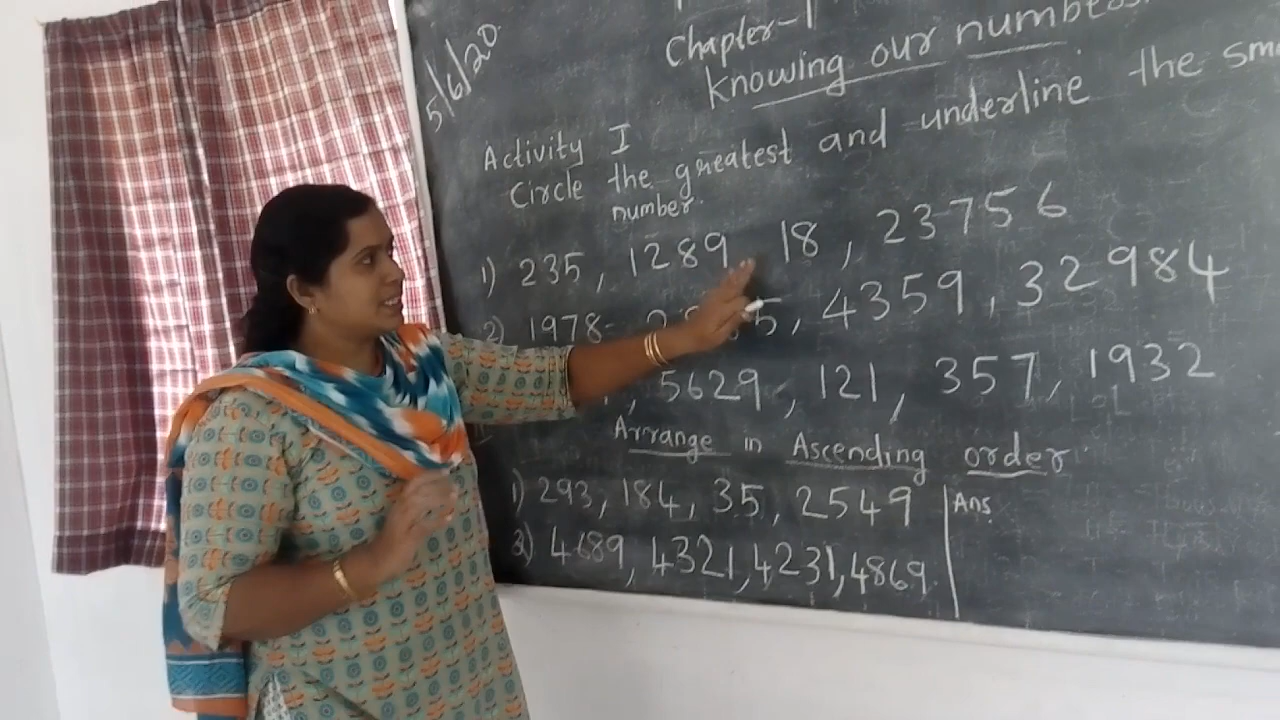 5/6/20
Chapter-1
Knowing our numbers
Activity I
Circle the greatest and underline the
number.
1) 235, 1289, 18, 23756
2) 1978, 4359, 32984
5629, 121, 357, 1932
Arrange in Ascending order
1) 293, 184, 35, 2549
Ans
2) 4689, 4321, 4231, 4869